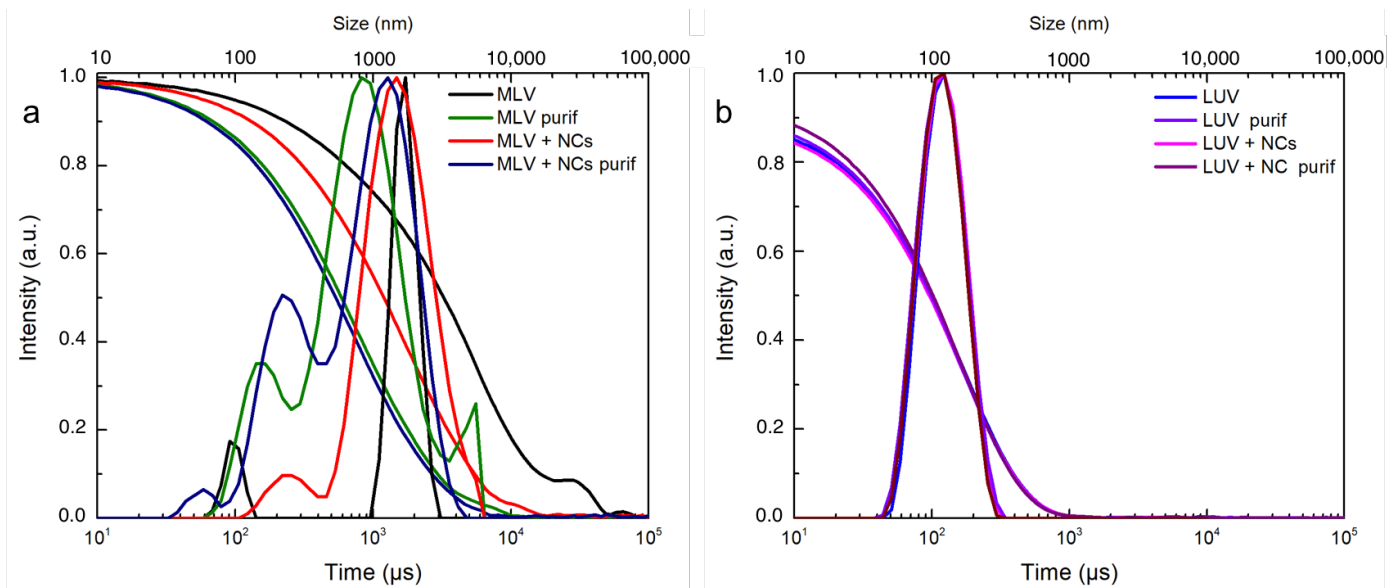 Size (nm)
10 100 1000 10,000 100,000
a
MLV
MLV purif
MLV + NCs
MLV + NCs purif
Intensity (a.u.)
1.0
0.8
0.6
0.4
0.2
0.0
10¹ 10² 10³ 10⁴ 10⁵
Time (µs)
Size (nm)
10 100 1000 10,000 100,000
b
LUV
LUV purif
LUV + NCs
LUV + NC purif
Intensity (a.u.)
1.0
0.8
0.6
0.4
0.2
0.0
10¹ 10² 10³ 10⁴ 10⁵
Time (µs)